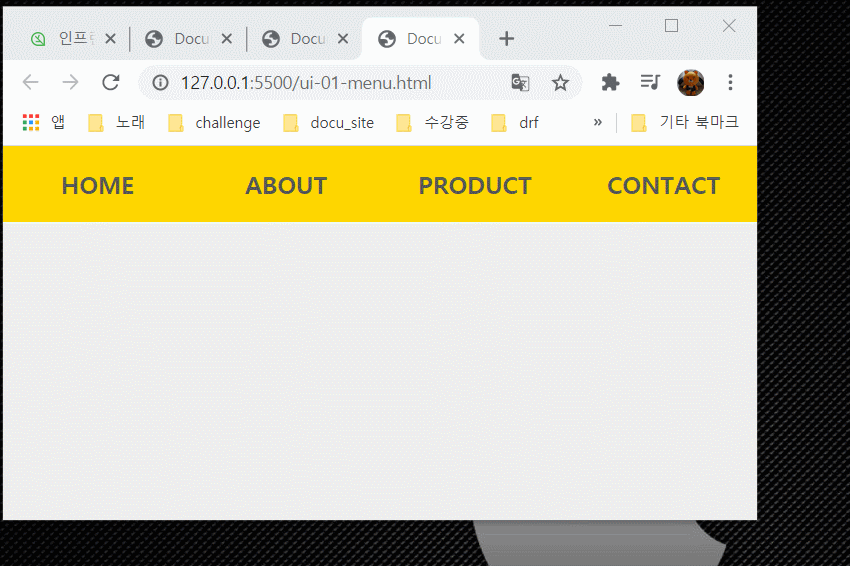 인프런 Docu Docu Docu
127.0.0.1:5500/ui-01-menu.html
앱 노래 challenge docu_site 수강중 drf » 기타 북마크
HOME ABOUT PRODUCT CONTACT